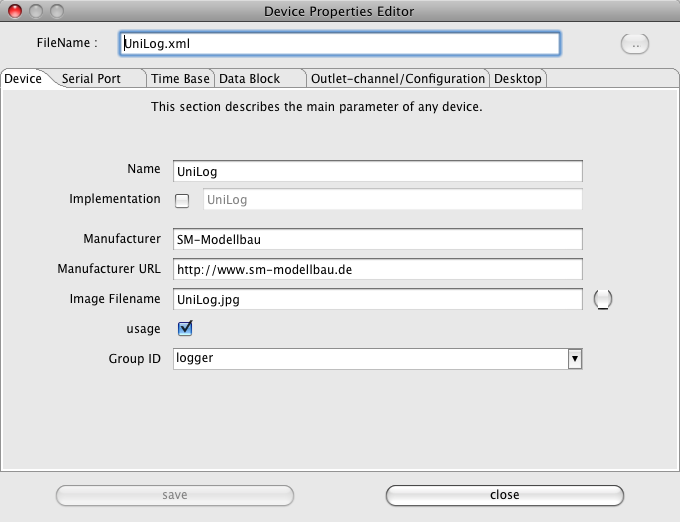 Device Properties Editor
FileName :
UniLog.xml
..
Device
Serial Port
Time Base
Data Block
Outlet-channel/Configuration
Desktop
This section describes the main parameter of any device.
Name
UniLog
Implementation
UniLog
Manufacturer
SM-Modellbau
Manufacturer URL
http://www.sm-modellbau.de
Image Filename
UniLog.jpg
usage
Group ID
logger
save
close